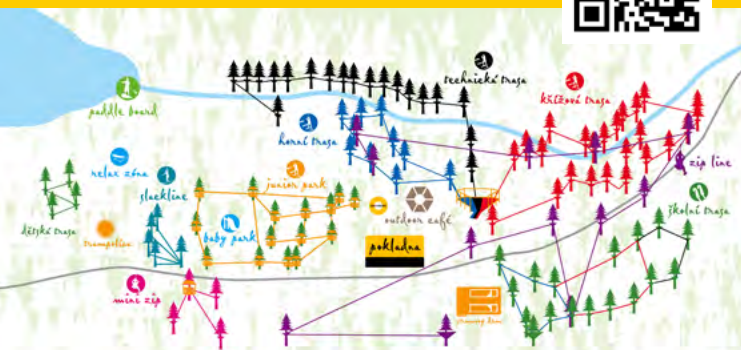 technická trasa
křížová trasa
paddle board
horní trasa
relax zóna
zip line
slackline
junior park
školní trasa
outdoor café
dětská trasa
trampolína
baby park
pokladna
mini zip